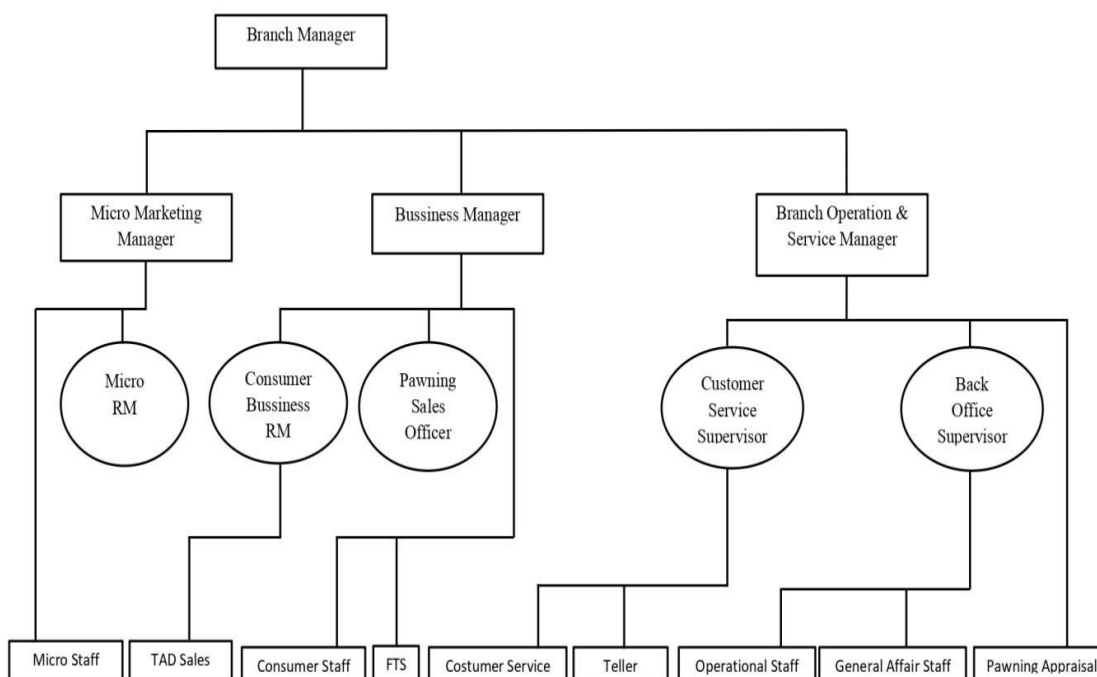 Branch Manager
Micro Marketing
Manager
Bussiness Manager
Branch Operation &
Service Manager
Micro
RM
Consumer
Bussiness
RM
Pawning
Sales
Officer
Customer
Service
Supervisor
Back
Office
Supervisor
Micro Staff
TAD Sales
Consumer Staff
FTS
Costumer Service
Teller
Operational Staff
General Affair Staff
Pawning Appraisal